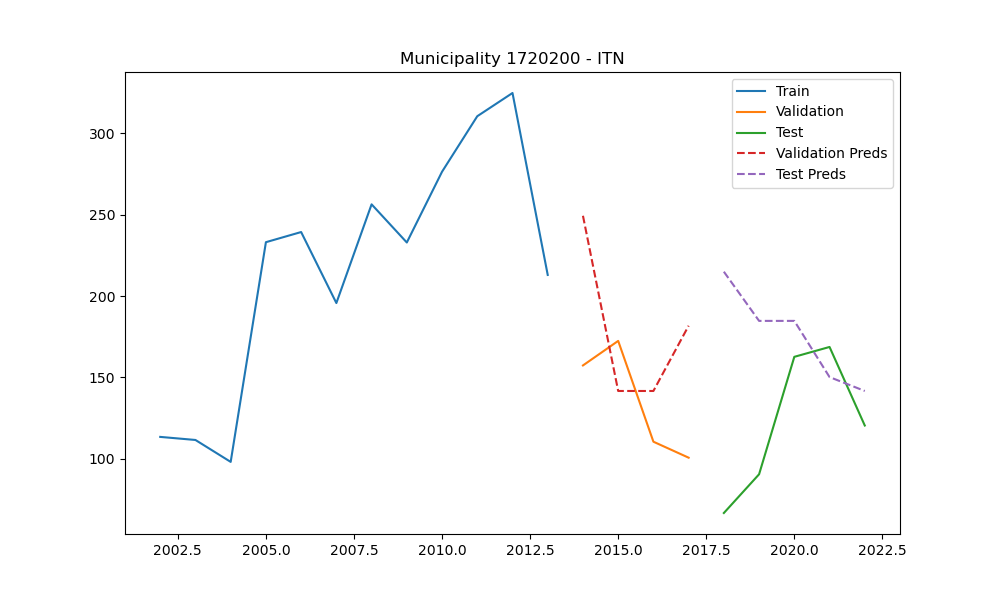 Municipality 1720200 - ITN
Train
Validation
Test
Validation Preds
Test Preds
300
250
200
150
100
2002.5 2005.0 2007.5 2010.0 2012.5 2015.0 2017.5 2020.0 2022.5